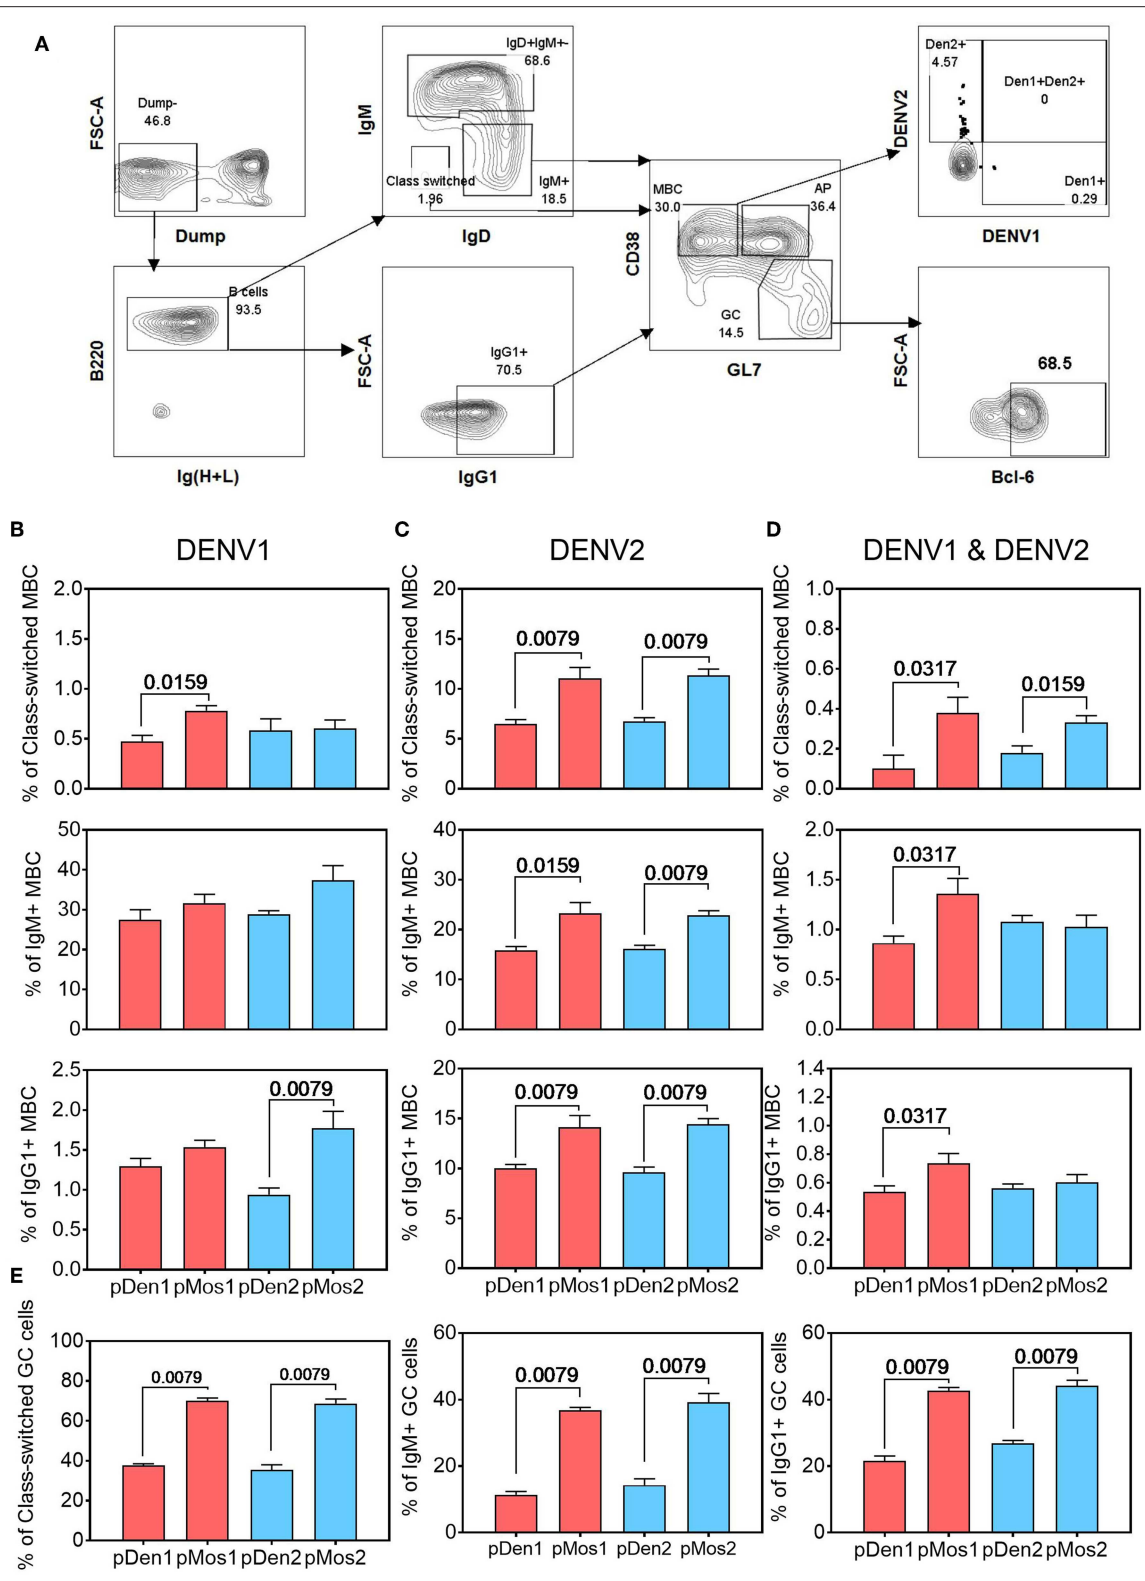 A
FSC-A
Dump-
46.8
Dump
IgM
IgD+IgM+-
68.6
Class switched
1.96
IgM+
18.5
IgD
DENV2
Den2+
4.57
Den1+Den2+
0
Den1+
0.29
DENV1
CD38
MBC
30.0
AP
36.4
GC
14.5
GL7
B220
B cells
93.5
Ig(H+L)
FSC-A
IgG1+
70.5
IgG1
FSC-A
68.5
Bcl-6
B
DENV1
% of Class-switched MBC
2.0
1.5
1.0
0.5
0.0
0.0159
% of IgM+ MBC
50
40
30
20
10
0
% of IgG1+ MBC
2.5
2.0
1.5
1.0
0.5
0.0
0.0079
pDen1 pMos1 pDen2 pMos2
C
DENV2
% of Class-switched MBC
20
15
10
5
0
0.0079
0.0079
% of IgM+ MBC
40
30
20
10
0
0.0159
0.0079
% of IgG1+ MBC
20
15
10
5
0
0.0079
0.0079
pDen1 pMos1 pDen2 pMos2
D
DENV1 & DENV2
% of Class-switched MBC
1.0
0.8
0.6
0.4
0.2
0.0
0.0317
0.0159
% of IgM+ MBC
2.0
1.5
1.0
0.5
0.0
0.0317
% of IgG1+ MBC
1.4
1.2
1.0
0.8
0.6
0.4
0.2
0.0
0.0317
pDen1 pMos1 pDen2 pMos2
E
% of Class-switched GC cells
100
80
60
40
20
0
0.0079
0.0079
pDen1 pMos1 pDen2 pMos2
% of IgM+ GC cells
60
40
20
0
0.0079
0.0079
pDen1 pMos1 pDen2 pMos2
% of IgG1+ GC cells
60
40
20
0
0.0079
0.0079
pDen1 pMos1 pDen2 pMos2